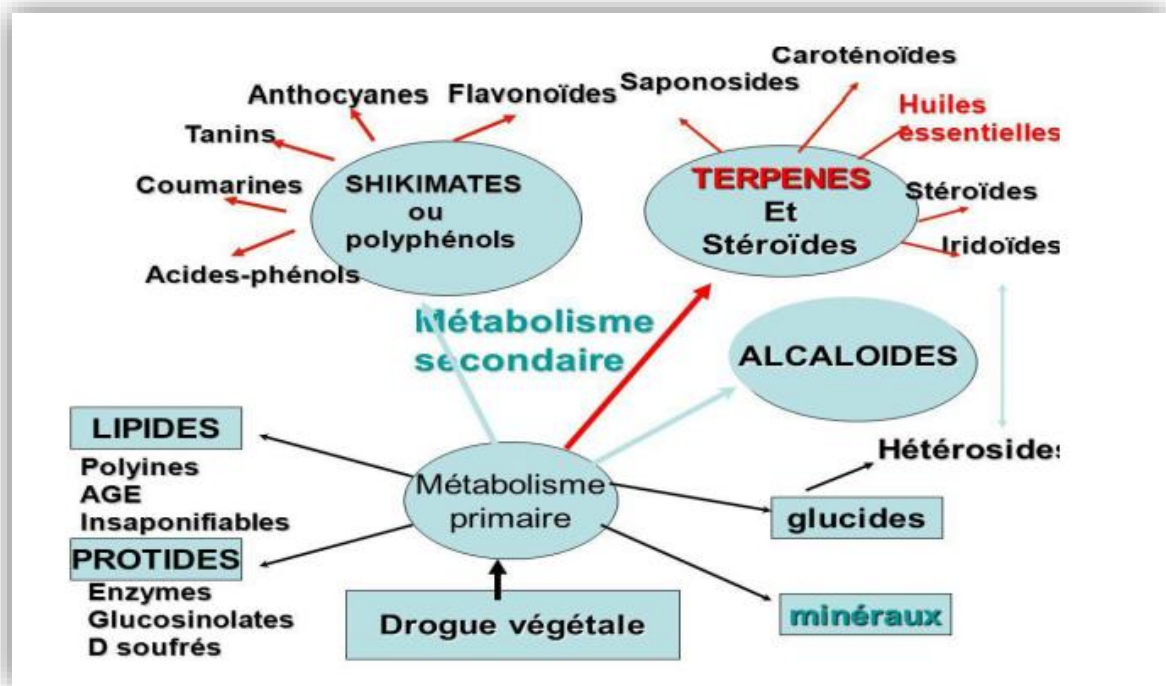 Caroténoïdes
Anthocyanes
Flavonoïdes
Saponosides
Huiles
essentielles
Tanins
Coumarines
Acides-phénols
SHIKIMATES
ou
polyphénols
TERPENES
Et
Stéroïdes
Stéroïdes
Iridoïdes
Métabolisme
secondaire
ALCALOIDES
LIPIDES
Polyines
AGE
Insaponifiables
PROTIDES
Enzymes
Glucosinolates
D soufrés
Métabolisme
primaire
Hétérosides
glucides
minéraux
Drogue végétale